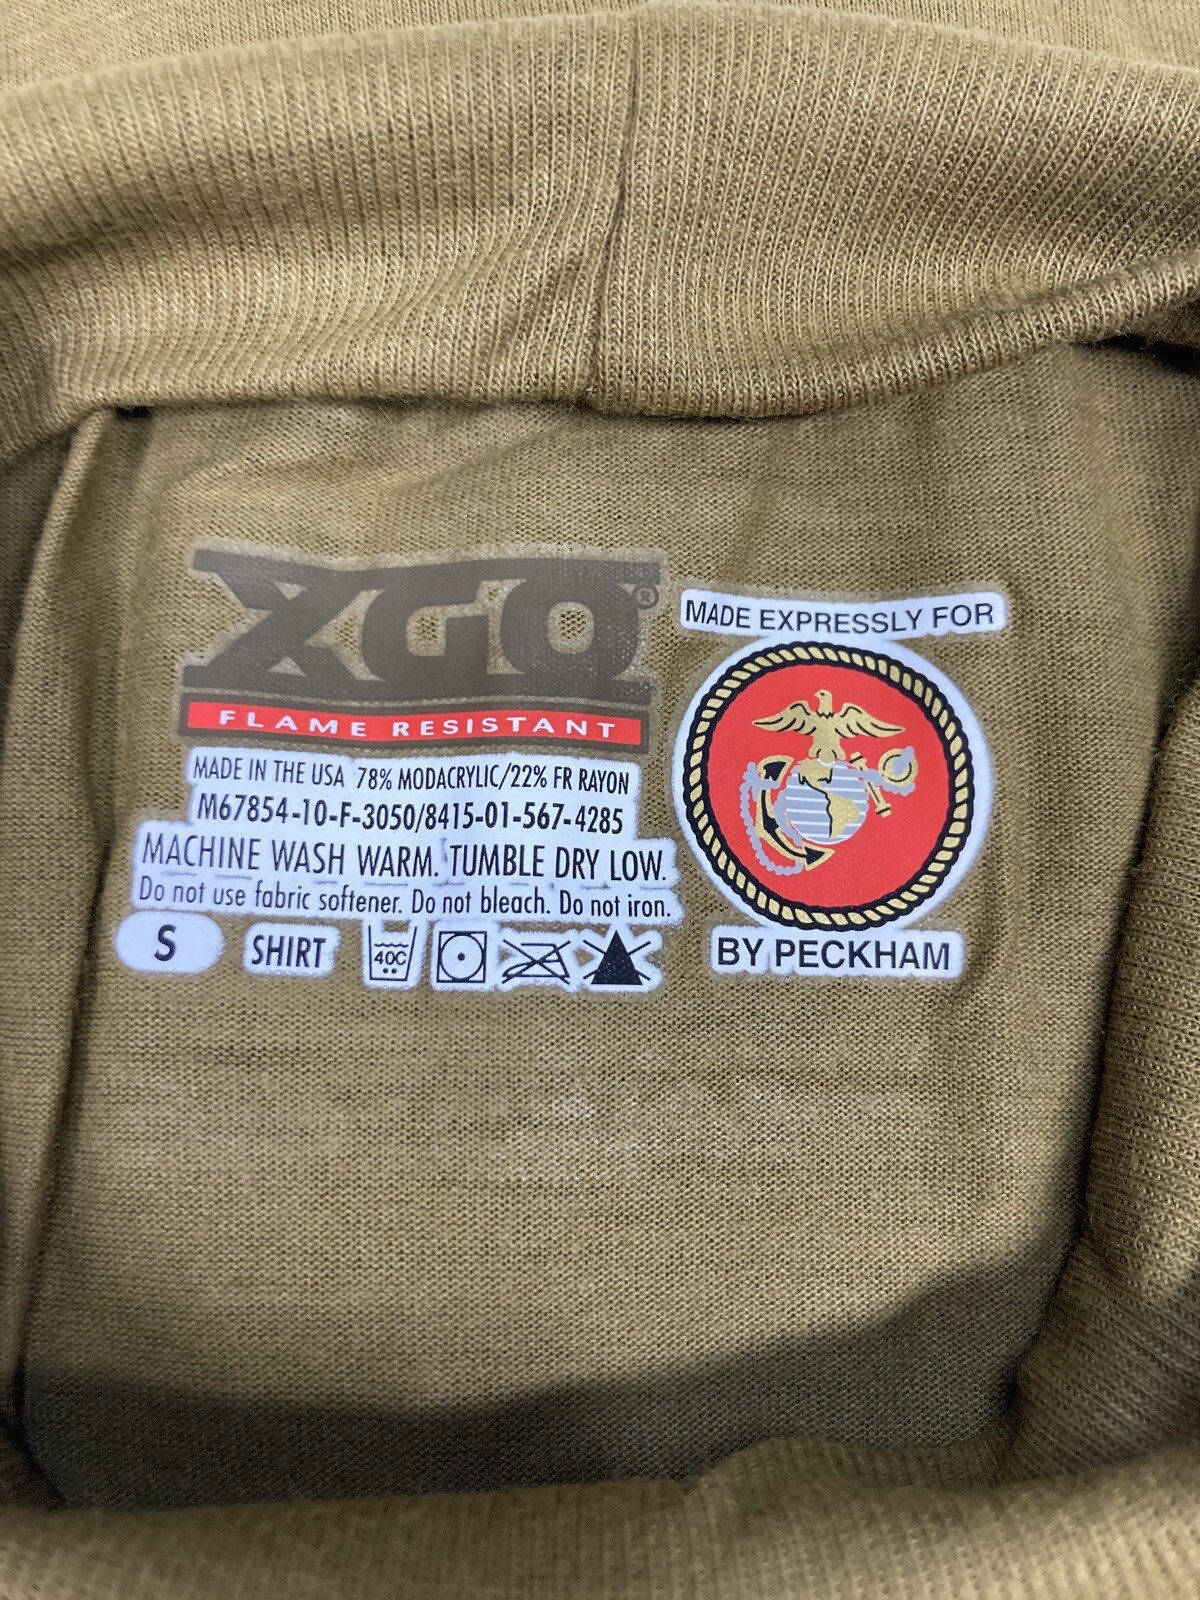 XGO®
FLAME RESISTANT
MADE IN THE USA 78% MODACRYLIC/22% FR RAYON
M67854-10-F-3050/8415-01-567-4285
MACHINE WASH WARM. TUMBLE DRY LOW.
Do not use fabric softener. Do not bleach. Do not iron.
S SHIRT 40C
MADE EXPRESSLY FOR
BY PECKHAM